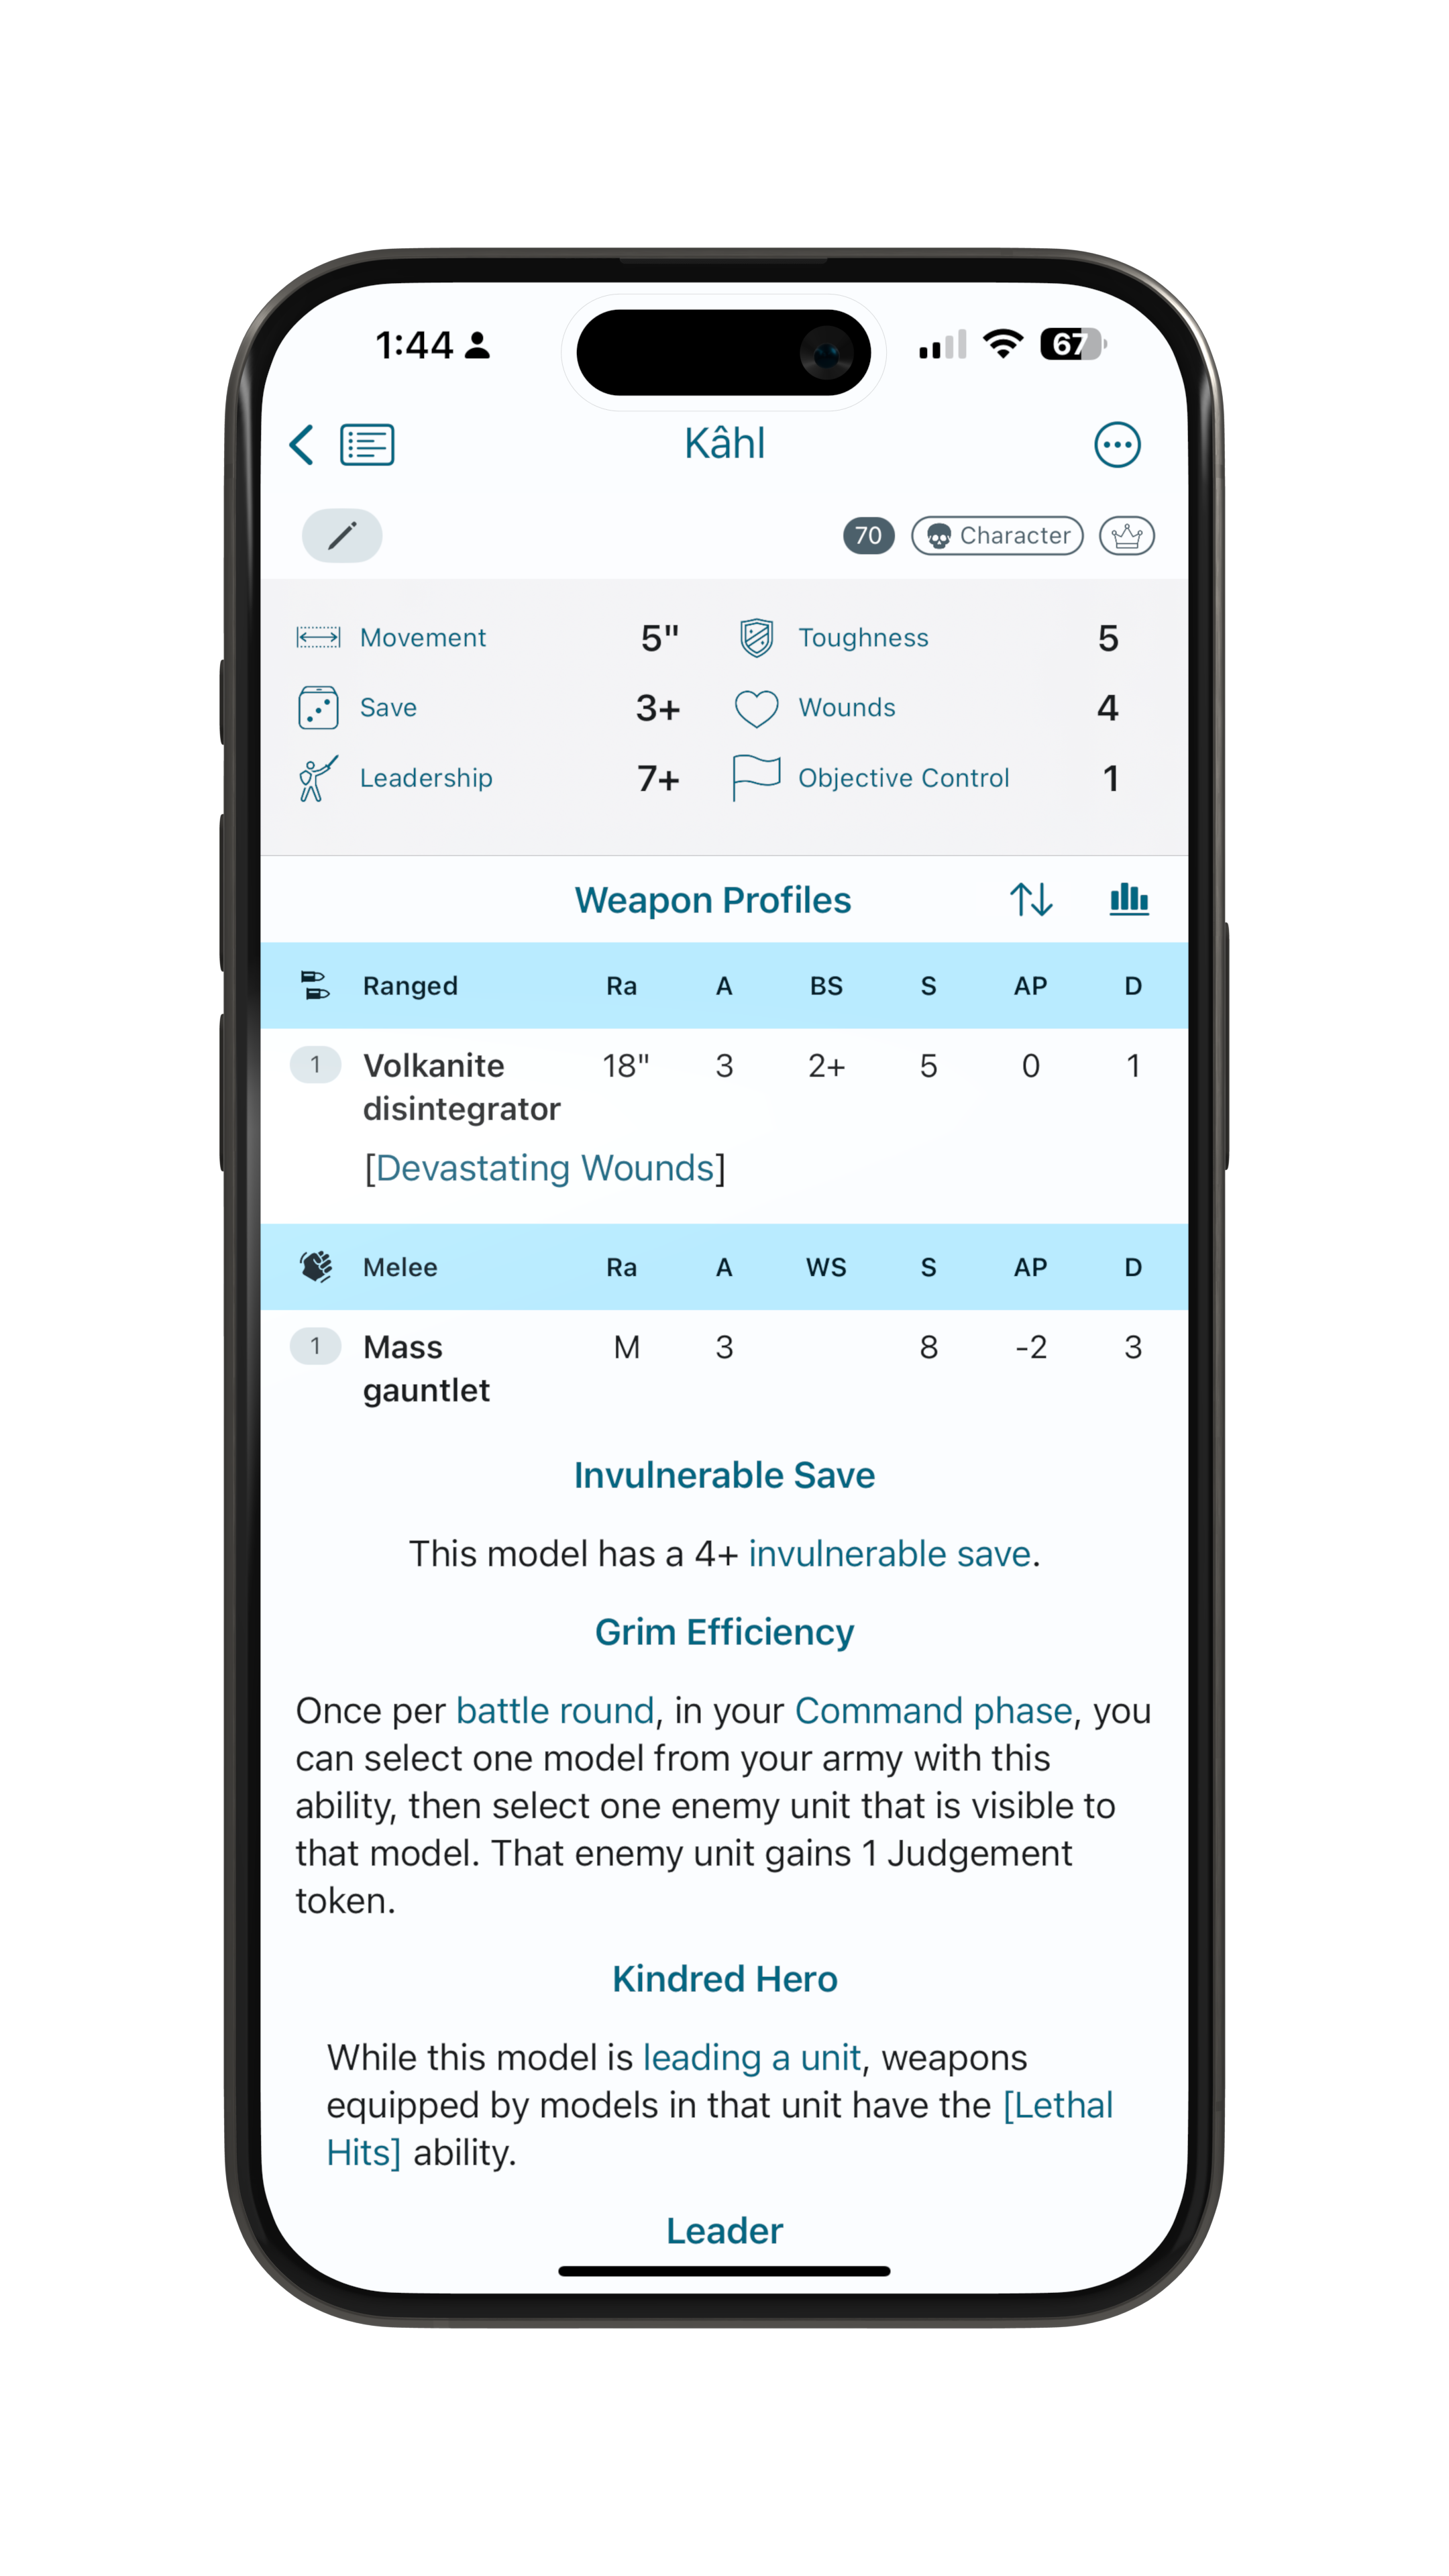 1:44
67
Kâhl
70 Character
Movement 5" Toughness 5
Save 3+ Wounds 4
Leadership 7+ Objective Control 1
Weapon Profiles
Ranged Ra A BS S AP D
1 Volkanite 18" 3 2+ 5 0 1
disintegrator
[Devastating Wounds]
Melee Ra A WS S AP D
1 Mass M 3 8 -2 3
gauntlet
Invulnerable Save
This model has a 4+ invulnerable save.
Grim Efficiency
Once per battle round, in your Command phase, you
can select one model from your army with this
ability, then select one enemy unit that is visible to
that model. That enemy unit gains 1 Judgement
token.
Kindred Hero
While this model is leading a unit, weapons
equipped by models in that unit have the [Lethal
Hits] ability.
Leader